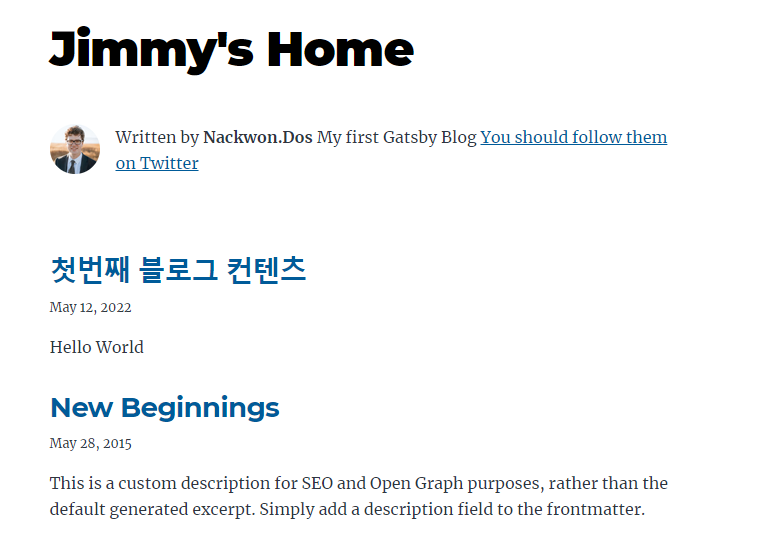 Jimmy's Home
Written by Nackwon.Dos My first Gatsby Blog You should follow them
on Twitter
첫번째 블로그 컨텐츠
May 12, 2022
Hello World
New Beginnings
May 28, 2015
This is a custom description for SEO and Open Graph purposes, rather than the
default generated excerpt. Simply add a description field to the frontmatter.